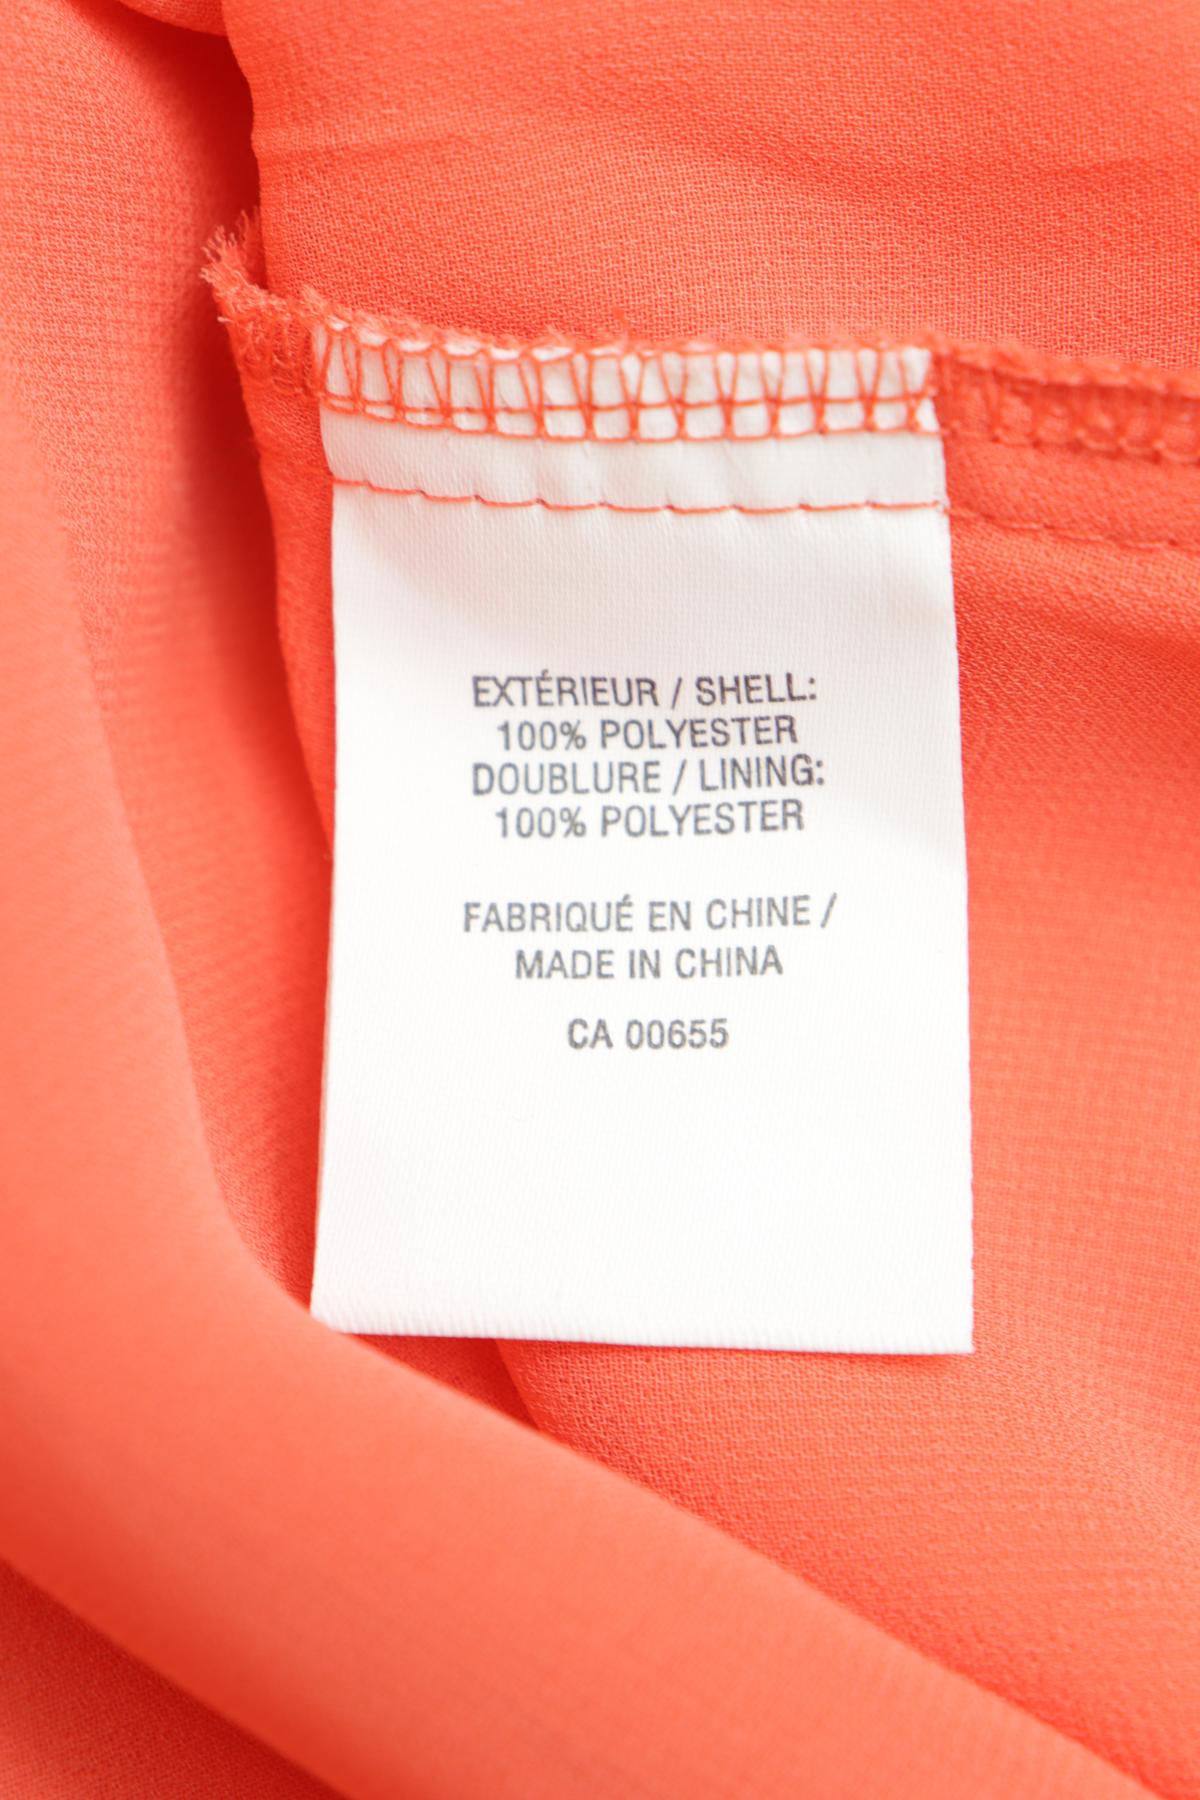 EXTÉRIEUR / SHELL:
100% POLYESTER
DOUBLURE / LINING:
100% POLYESTER
FABRIQUÉ EN CHINE /
MADE IN CHINA
CA 00655